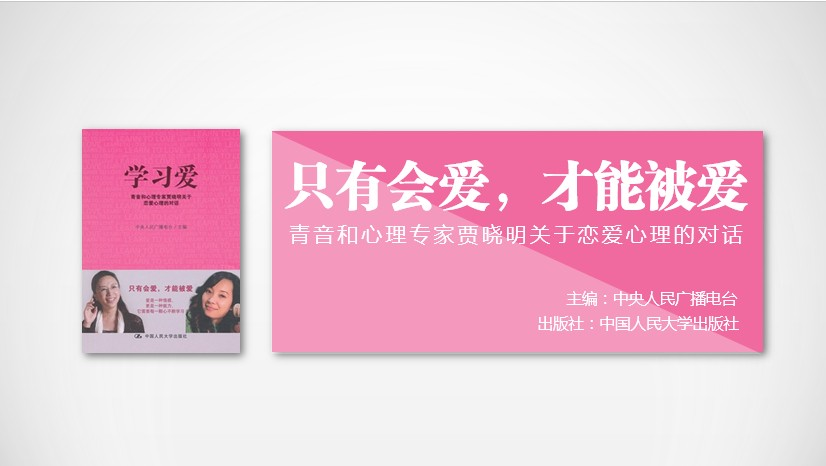 学习爱
青音和心理专家贾晓明关于
恋爱心理的对话
中央人民广播电台 主编
只有会爱，才能被爱
中国人民大学出版社
只有会爱，才能被爱
青音和心理专家贾晓明关于恋爱心理的对话
主编：中央人民广播电台
出版社：中国人民大学出版社